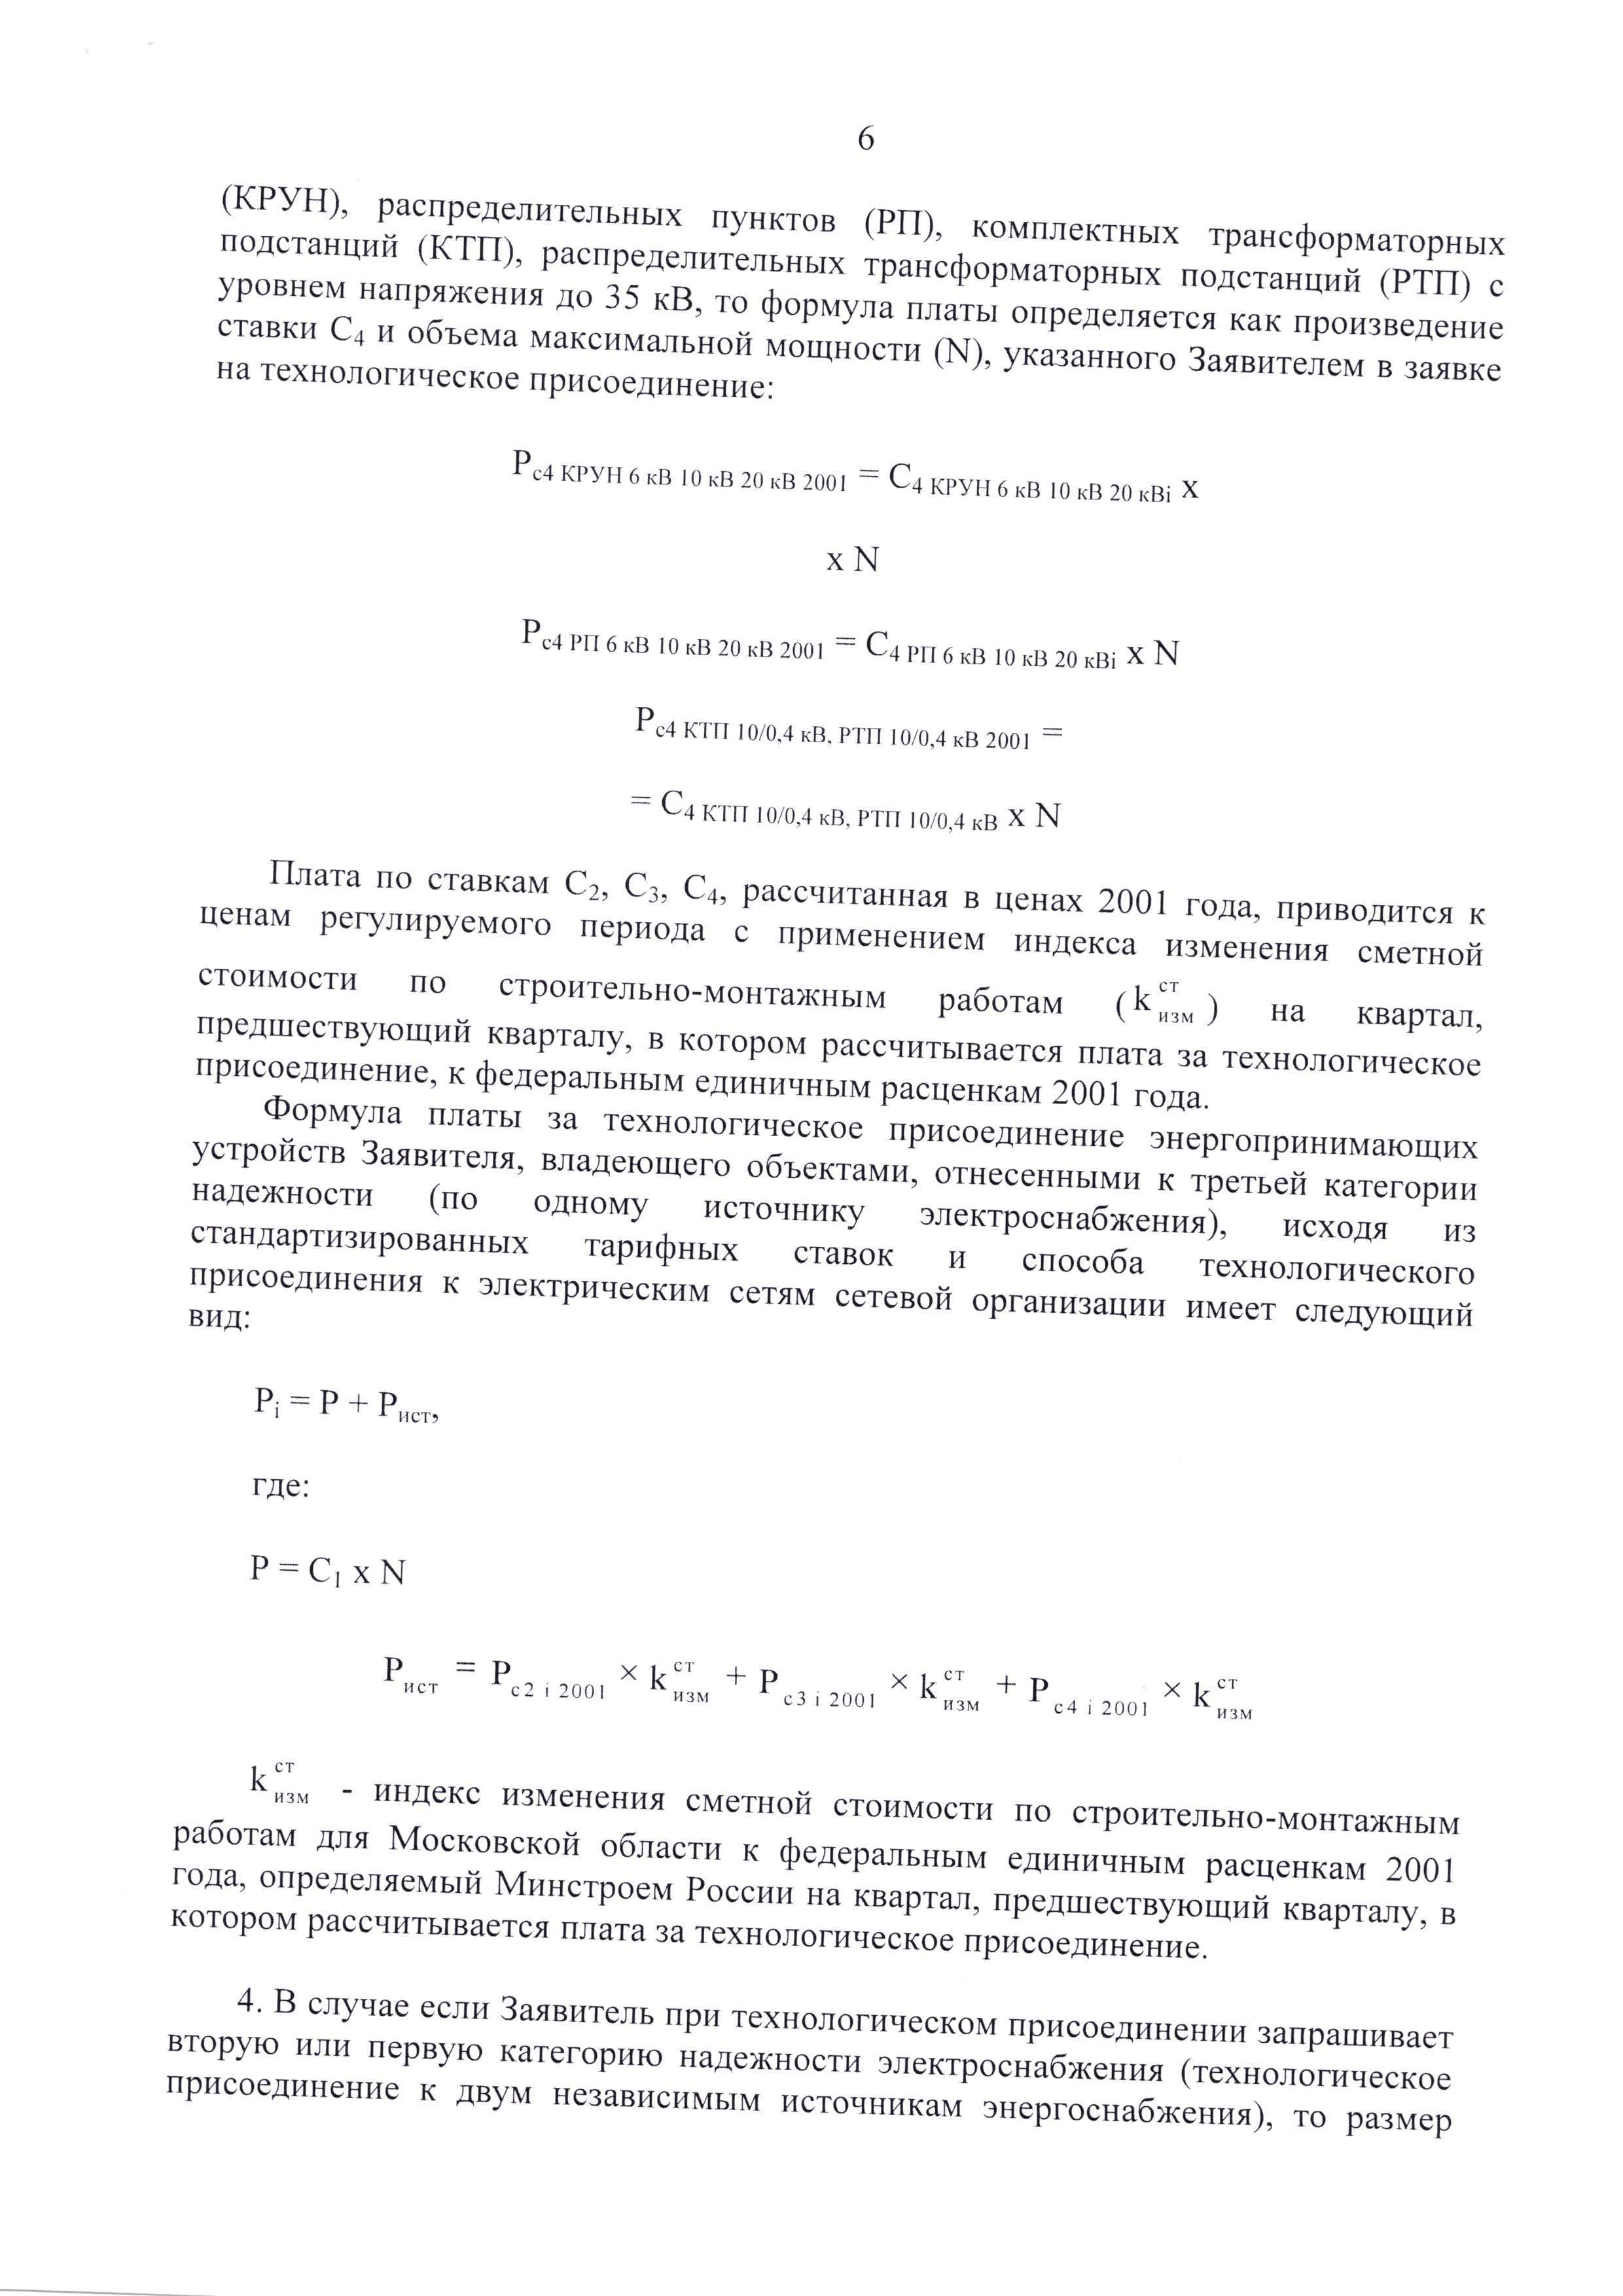 6
(КРУН), распределительных пунктов (РП), комплектных трансформаторных
подстанций (КТП), распределительных трансформаторных подстанций (РТП) с
уровнем напряжения до 35 кВ, то формула платы определяется как произведение
ставки С4 и объема максимальной мощности (N), указанного Заявителем в заявке
на технологическое присоединение:
Pс4 КРУН 6 кВ 10 кВ 20 кВ 2001 = C4 КРУН 6 кВ 10 кВ 20 кВi x
x N
Pс4 РП 6 кВ 10 кВ 20 кВ 2001 = C4 РП 6 кВ 10 кВ 20 кВi x N
Pс4 КТП 10/0,4 кВ, РТП 10/0,4 кВ 2001 =
= C4 КТП 10/0,4 кВ, РТП 10/0,4 кВ x N
Плата по ставкам С2, С3, С4, рассчитанная в ценах 2001 года, приводится к
ценам регулируемого периода с применением индекса изменения сметной
стоимости по строительно-монтажным работам (k ст изм) на квартал,
предшествующий кварталу, в котором рассчитывается плата за технологическое
присоединение, к федеральным единичным расценкам 2001 года.
Формула платы за технологическое присоединение энергопринимающих
устройств Заявителя, владеющего объектами, отнесенными к третьей категории
надежности (по одному источнику электроснабжения), исходя из
стандартизированных тарифных ставок и способа технологического
присоединения к электрическим сетям сетевой организации имеет следующий
вид:
Pi = P + Pист,
где:
P = C1 x N
Pист = Pс2 i 2001 × k ст изм + Pс3 i 2001 × k ст изм + Pс4 i 2001 × k ст изм
k ст изм - индекс изменения сметной стоимости по строительно-монтажным
работам для Московской области к федеральным единичным расценкам 2001
года, определяемый Минстроем России на квартал, предшествующий кварталу, в
котором рассчитывается плата за технологическое присоединение.
4. В случае если Заявитель при технологическом присоединении запрашивает
вторую или первую категорию надежности электроснабжения (технологическое
присоединение к двум независимым источникам энергоснабжения), то размер